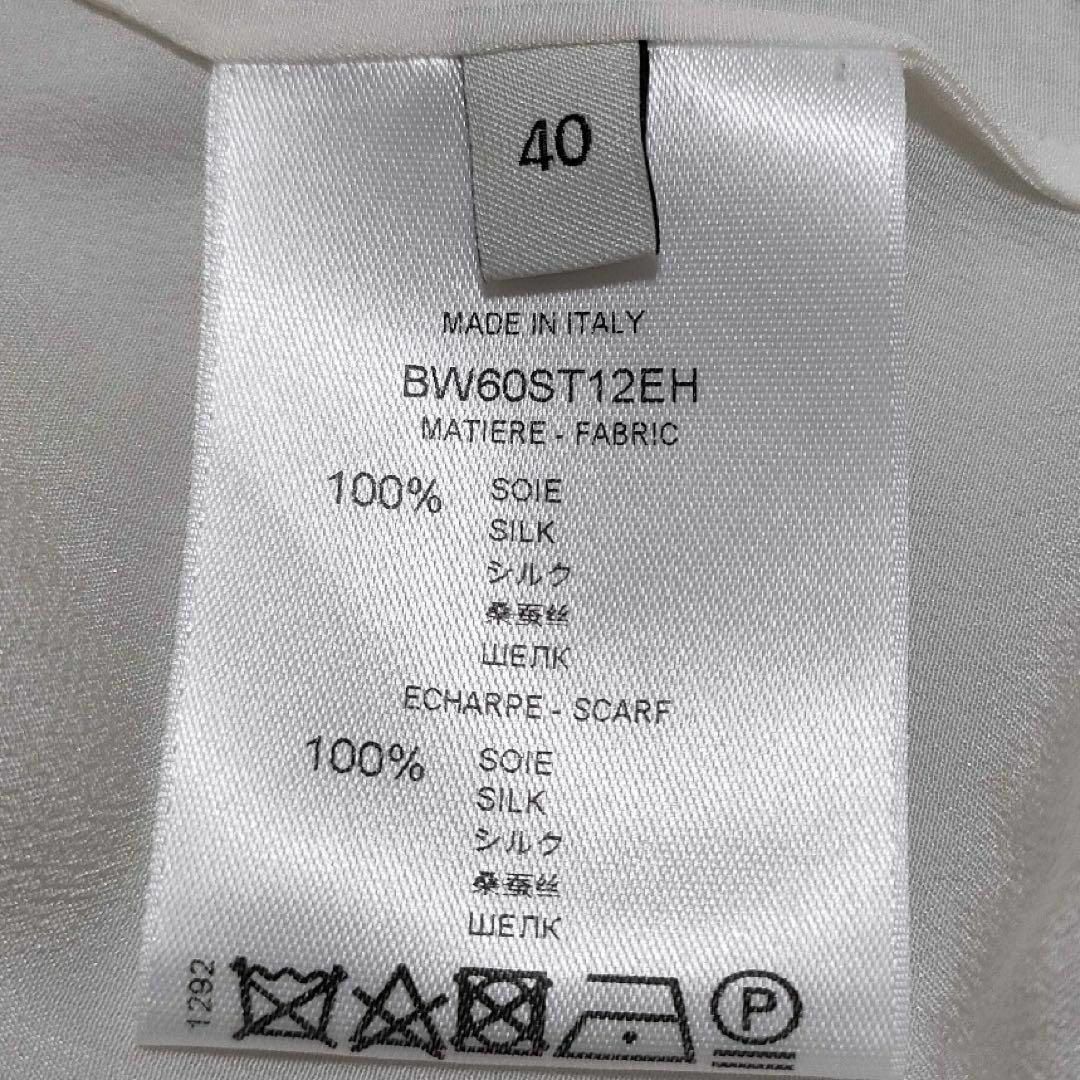 40
MADE IN ITALY
BW60ST12EH
MATIERE - FABRIC
100% SOIE
SILK
シルク
桑蚕丝
ШЕЛК
ECHARPE - SCARF
100% SOIE
SILK
シルク
桑蚕丝
ШЕЛК
1292
P